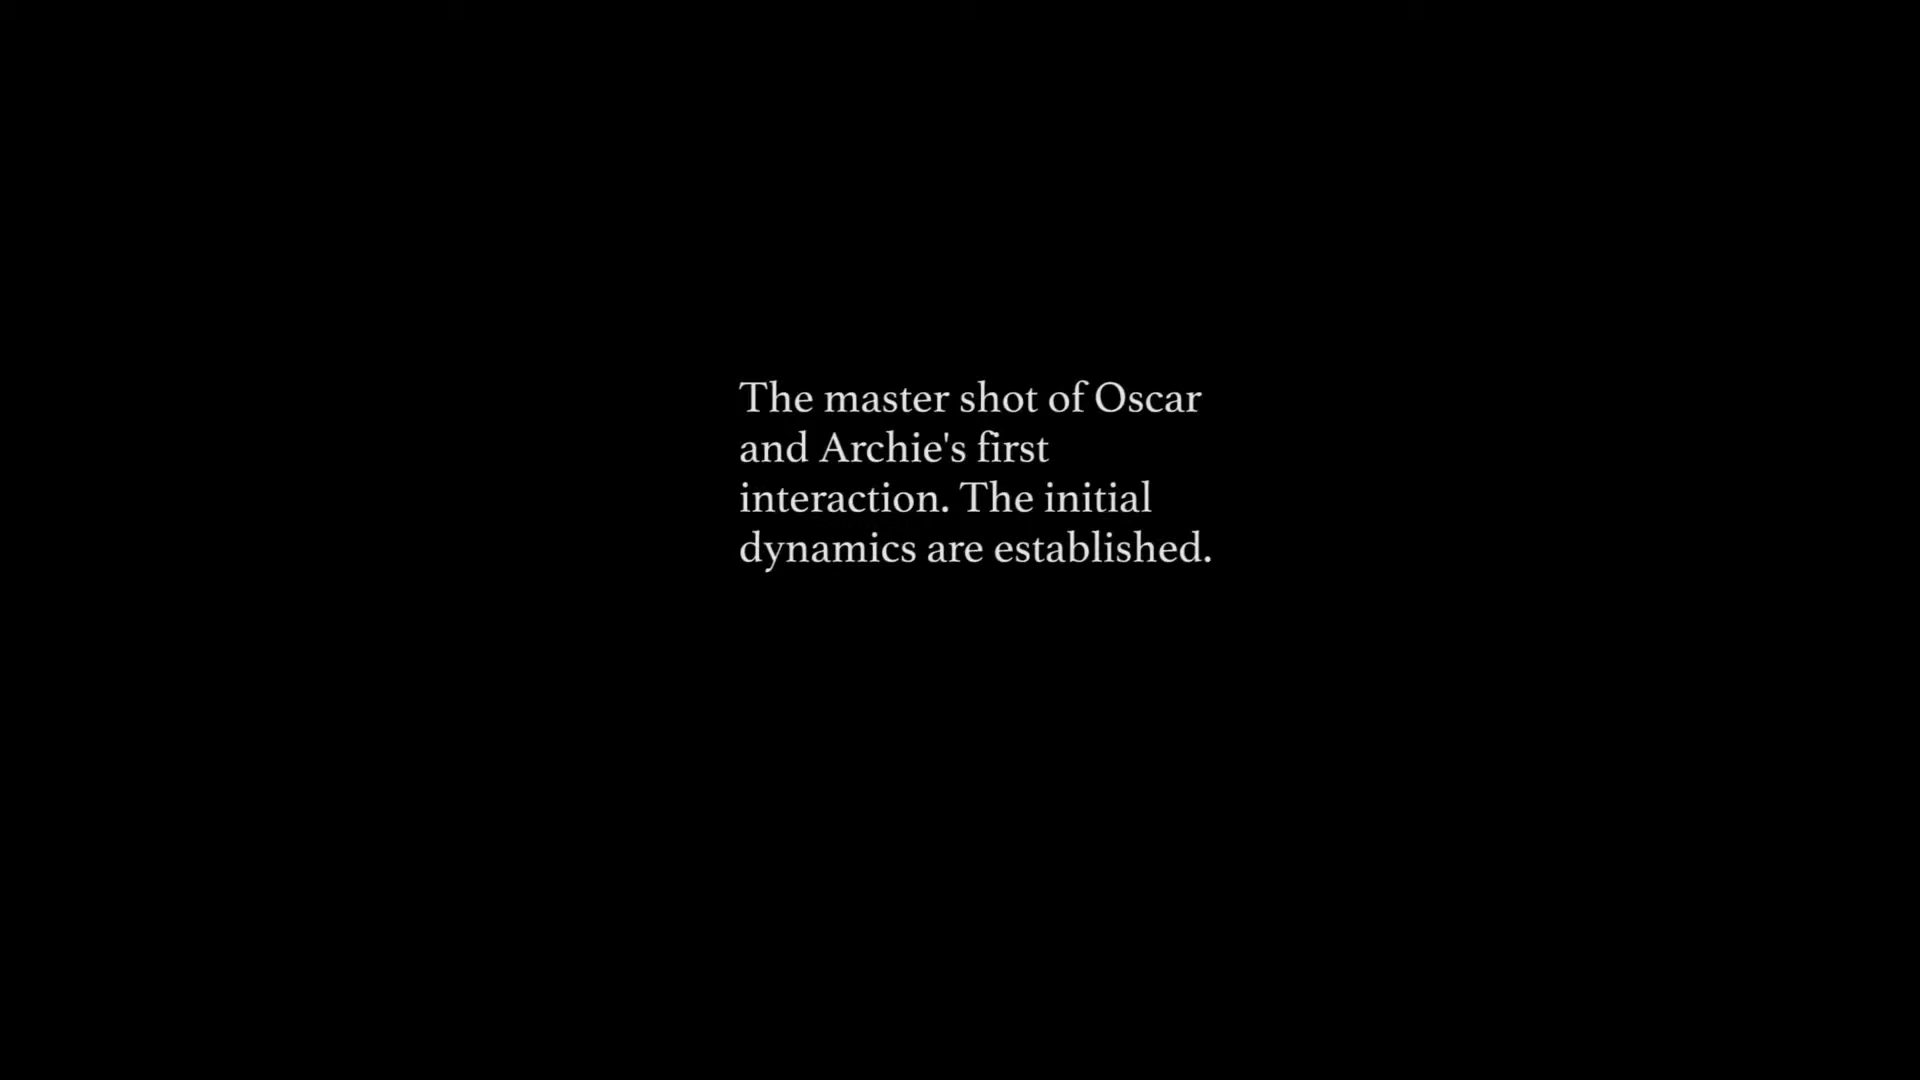 The master shot of Oscar
and Archie's first
interaction. The initial
dynamics are established.